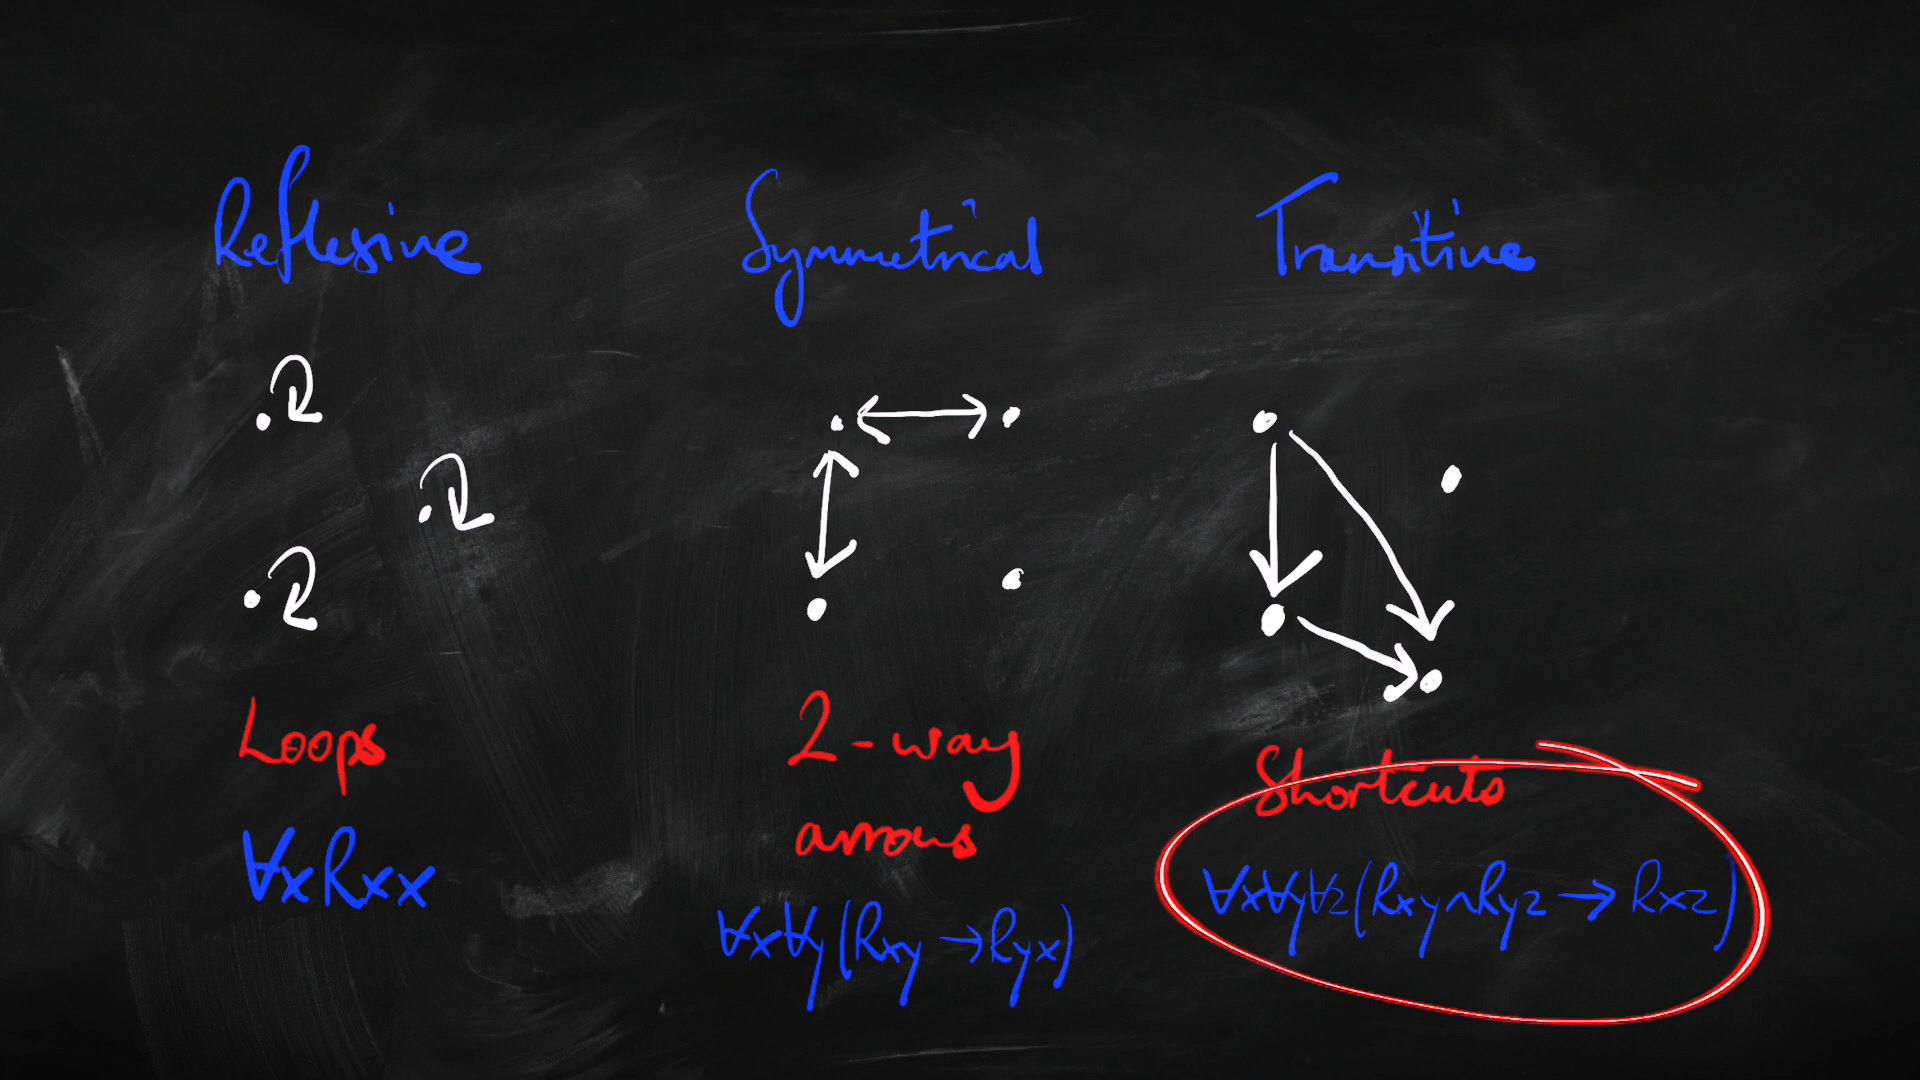 Reflexive
Symmetrical
Transitive
Loops
2-way
arrows
Shortcuts
∀xRxx
∀x∀y(Rxy→Ryx)
∀x∀y∀z(Rxy∧Ryz→Rxz)